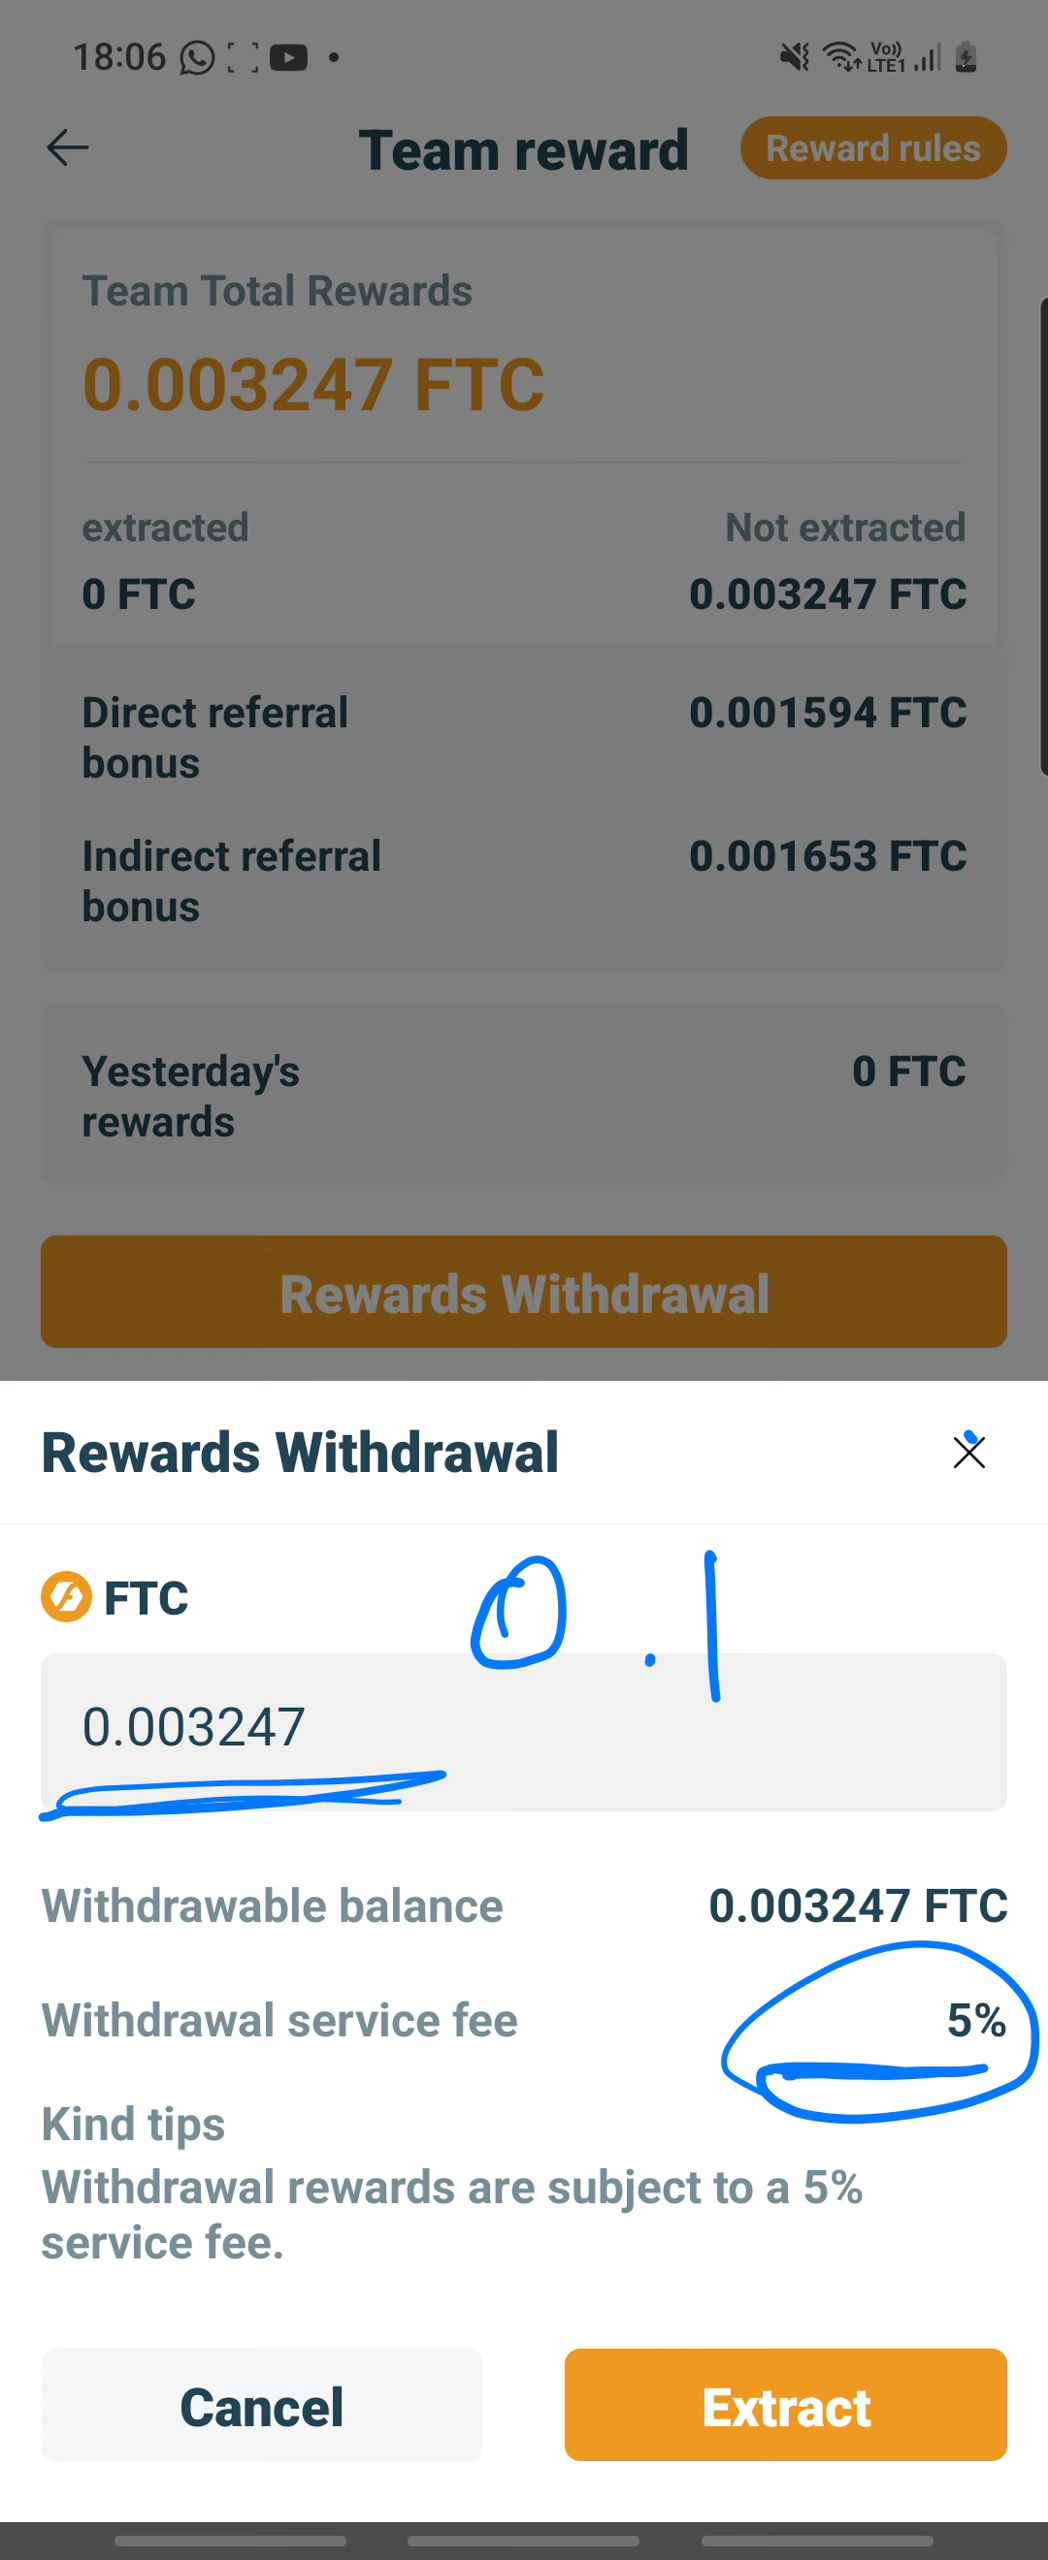 18:06
Vo)) LTE1
Team reward
Reward rules
Team Total Rewards
0.003247 FTC
extracted
Not extracted
0 FTC
0.003247 FTC
Direct referral
bonus
0.001594 FTC
Indirect referral
bonus
0.001653 FTC
Yesterday's
rewards
0 FTC
Rewards Withdrawal
Rewards Withdrawal
FTC
0.1
0.003247
Withdrawable balance
0.003247 FTC
Withdrawal service fee
5%
Kind tips
Withdrawal rewards are subject to a 5%
service fee.
Cancel
Extract